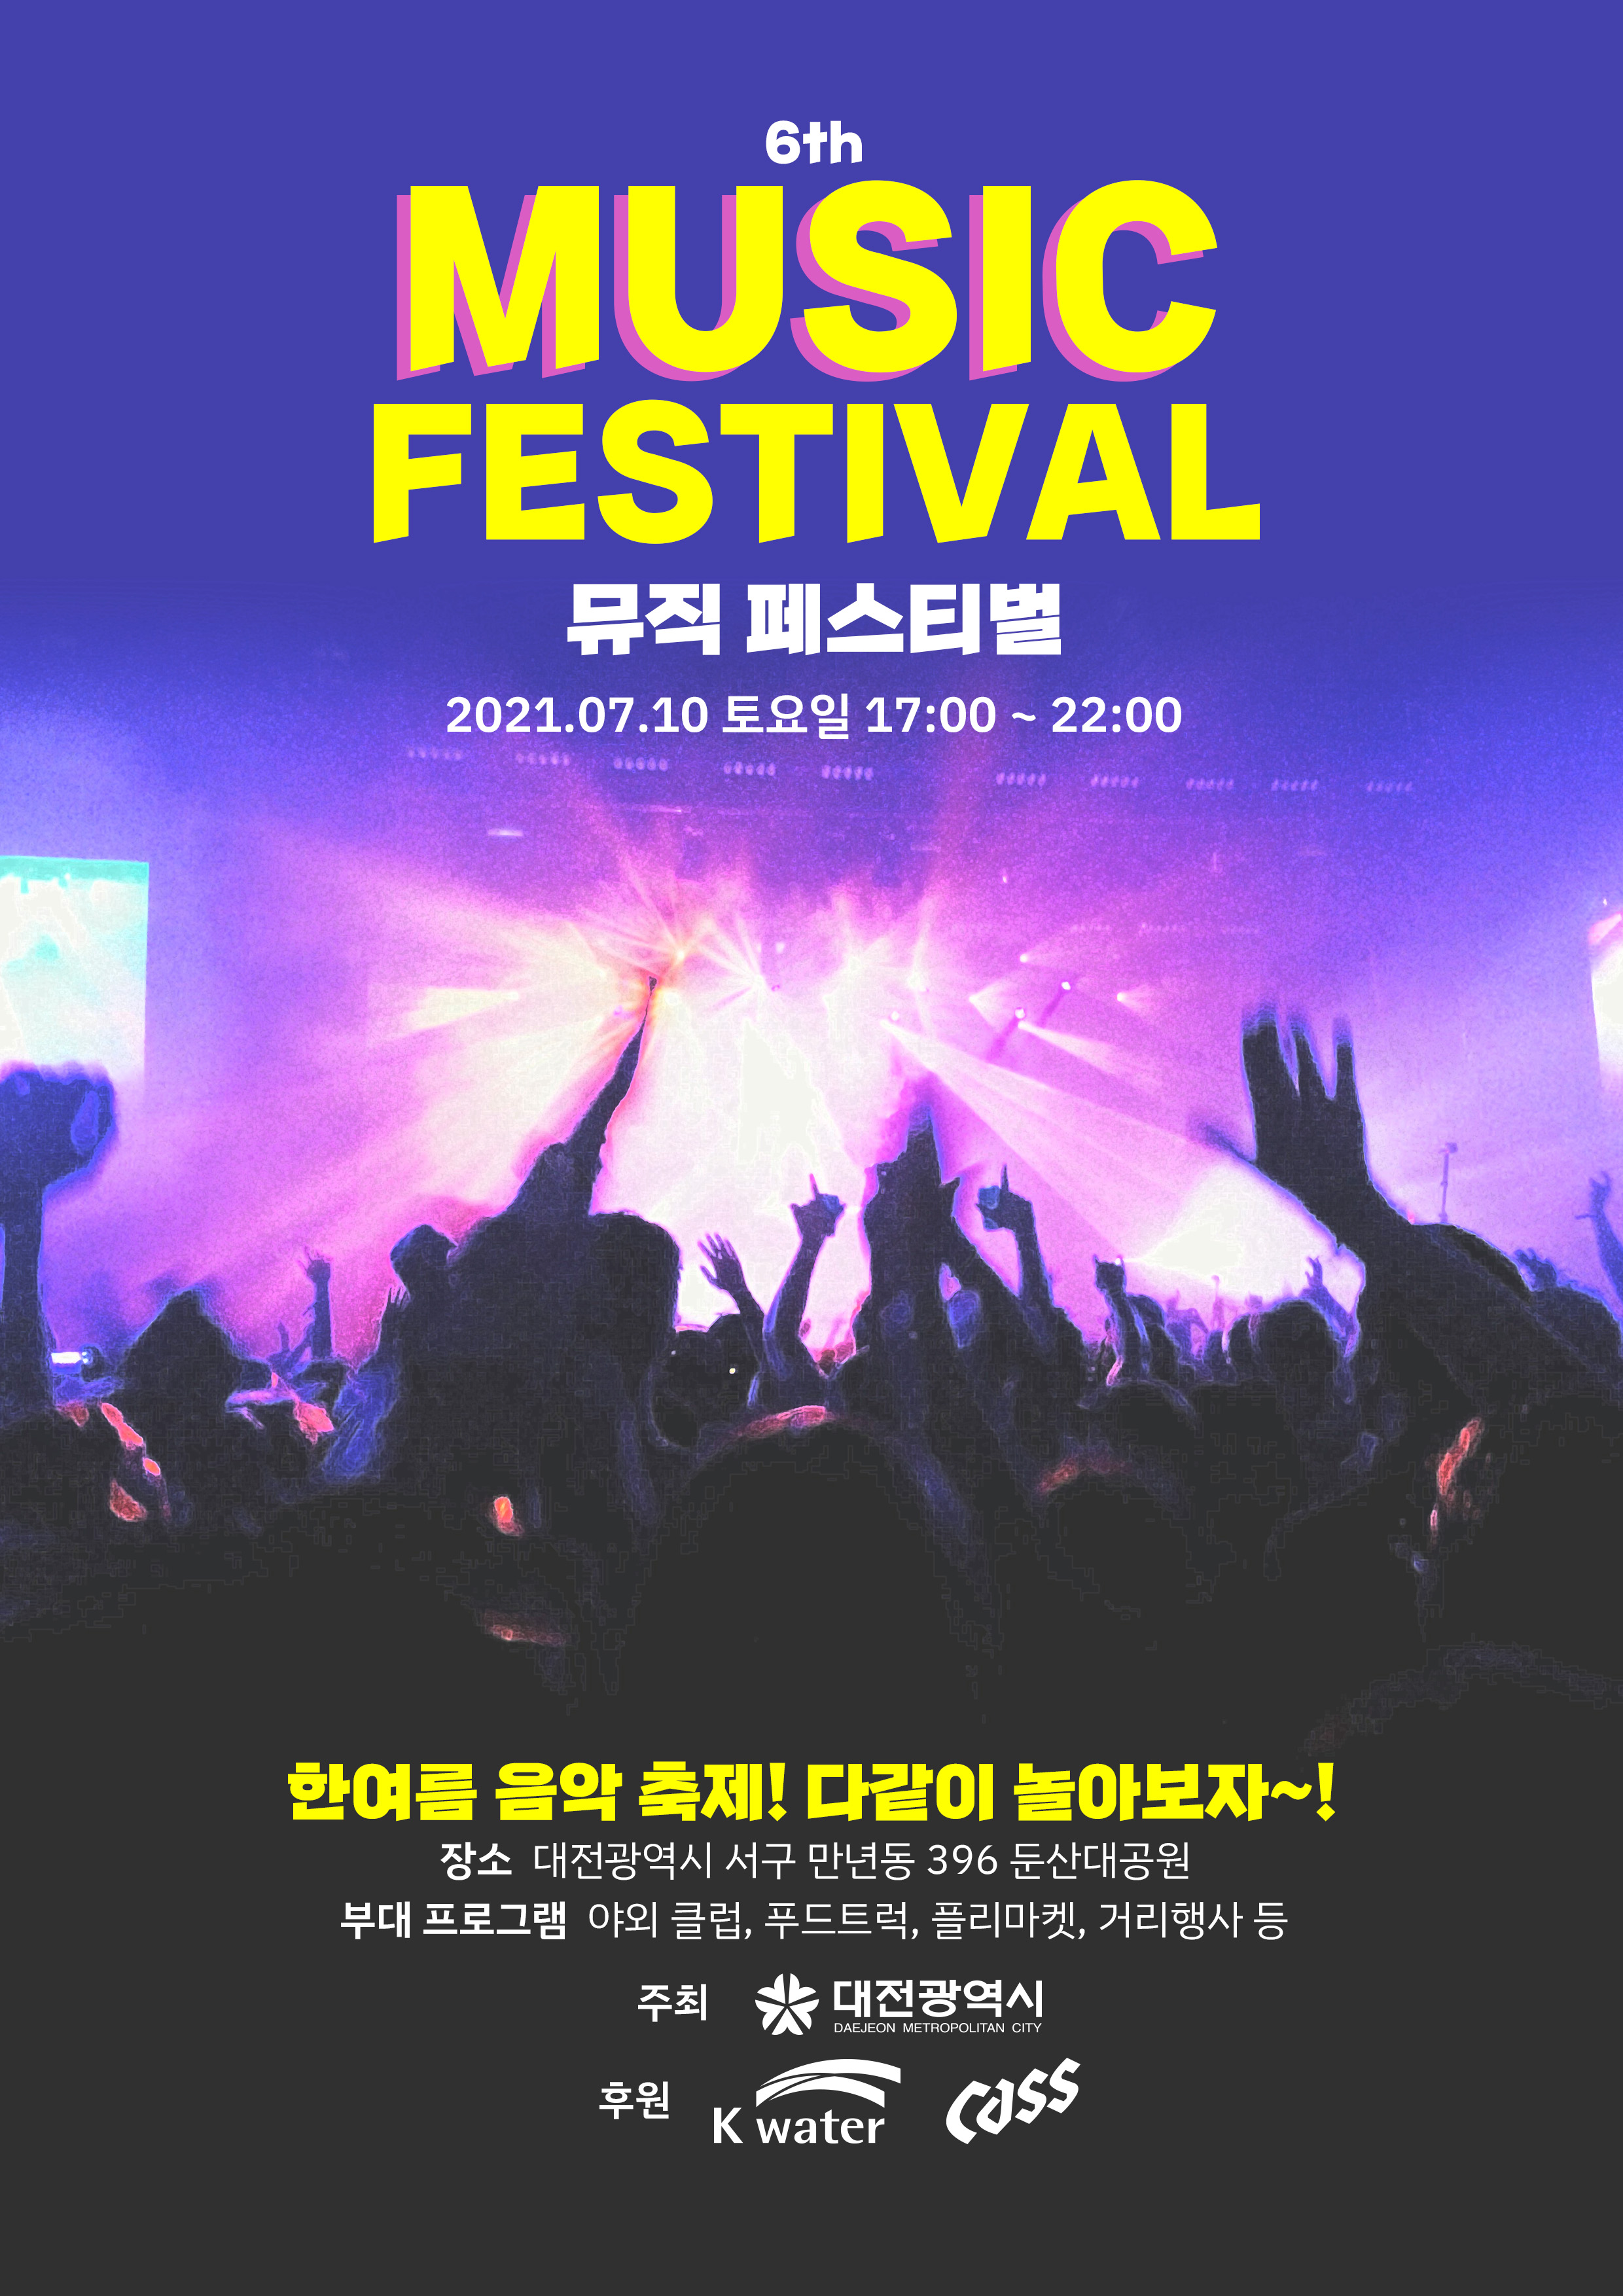 6th
MUSIC
FESTIVAL
뮤직 페스티벌
2021.07.10 토요일 17:00 ~ 22:00
한여름 음악 축제! 다같이 놀아보자~!
장소 대전광역시 서구 만년동 396 둔산대공원
부대 프로그램 야외 클럽, 푸드트럭, 플리마켓, 거리행사 등
주최 대전광역시
DAEJEON METROPOLITAN CITY
후원 K water cass